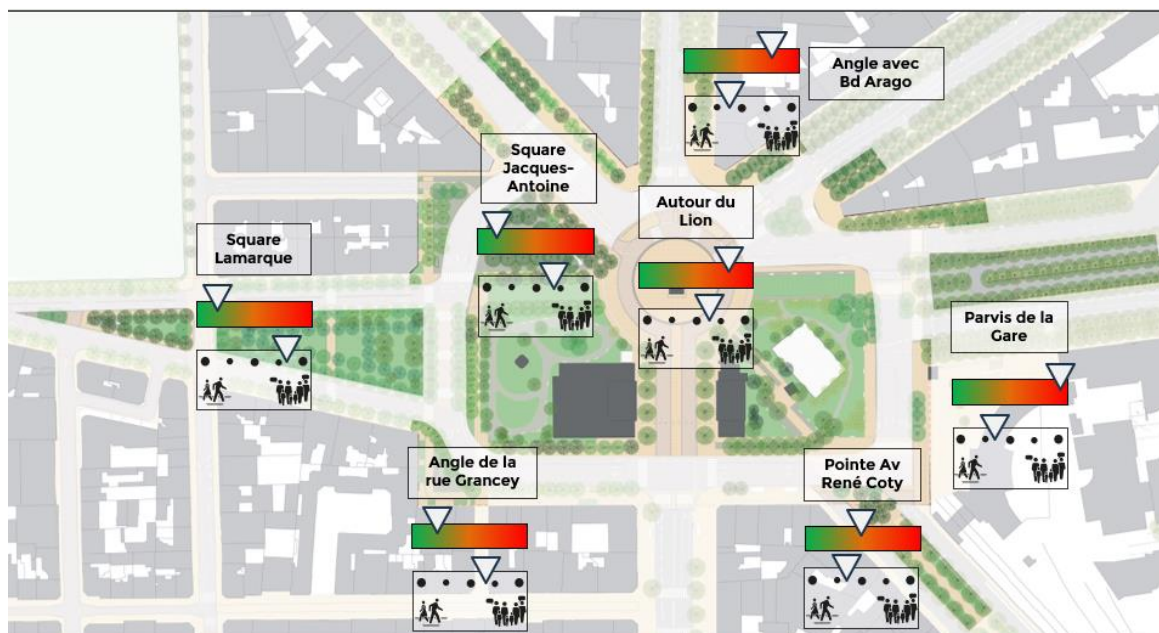 Angle avec
Bd Arago
Square
Jacques-
Antoine
Autour du
Lion
Square
Lamarque
Parvis de la
Gare
Angle de la
rue Grancey
Pointe Av
René Coty